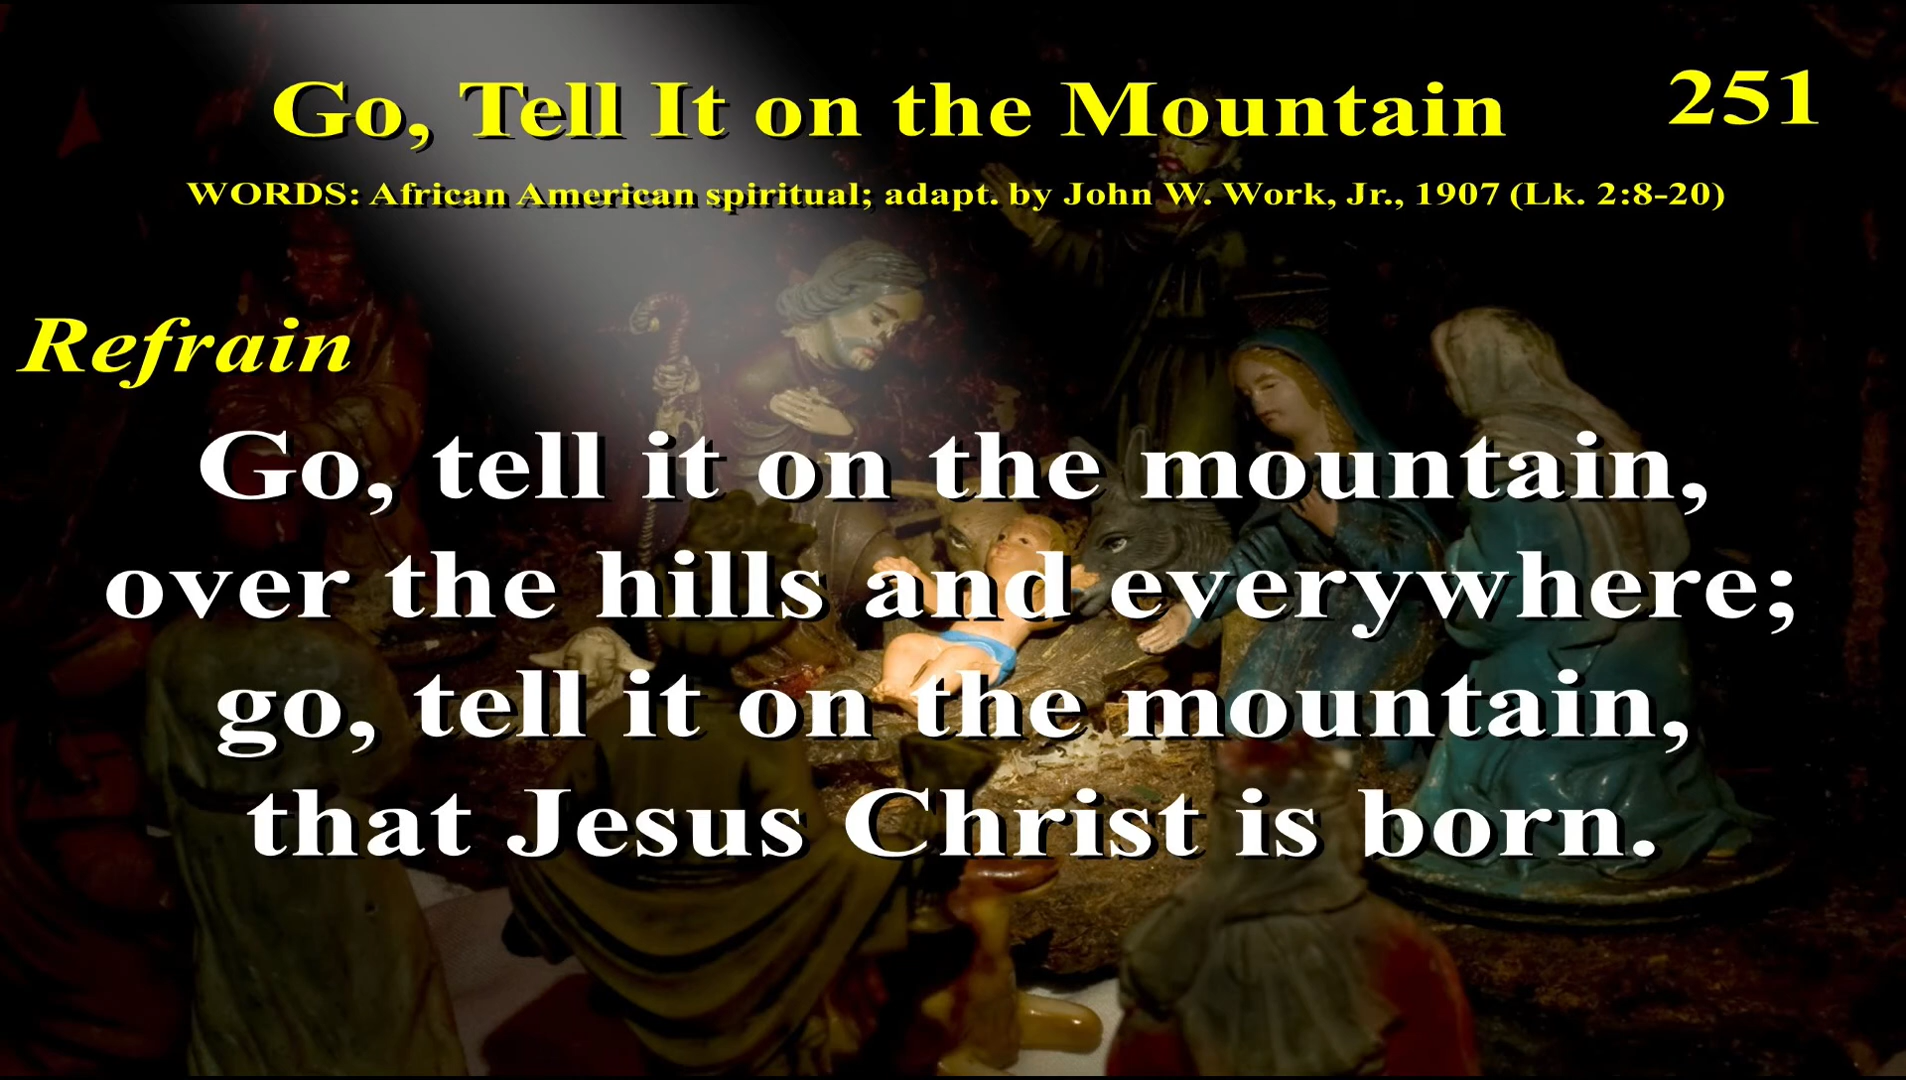 Go, Tell It on the Mountain 251
WORDS: African American spiritual; adapt. by John W. Work, Jr., 1907 (Lk. 2:8-20)
Refrain
Go, tell it on the mountain,
over the hills and everywhere;
go, tell it on the mountain,
that Jesus Christ is born.